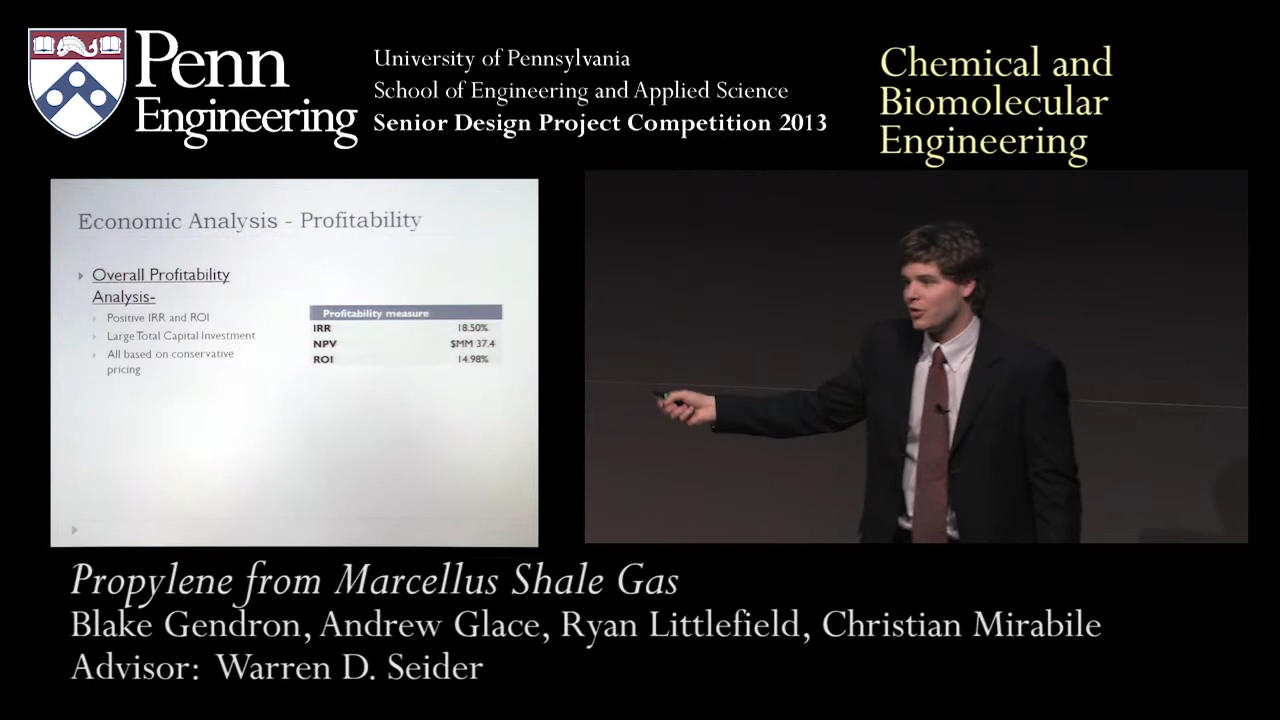 Penn
Engineering
University of Pennsylvania
School of Engineering and Applied Science
Senior Design Project Competition 2013
Chemical and
Biomolecular
Engineering
Economic Analysis - Profitability
Overall Profitability
Analysis-
Positive IRR and ROI
Large Total Capital Investment
All based on conservative
pricing
Profitability measure
IRR 18.50%
NPV $MM 37.4
ROI 14.98%
Propylene from Marcellus Shale Gas
Blake Gendron, Andrew Glace, Ryan Littlefield, Christian Mirabile
Advisor: Warren D. Seider